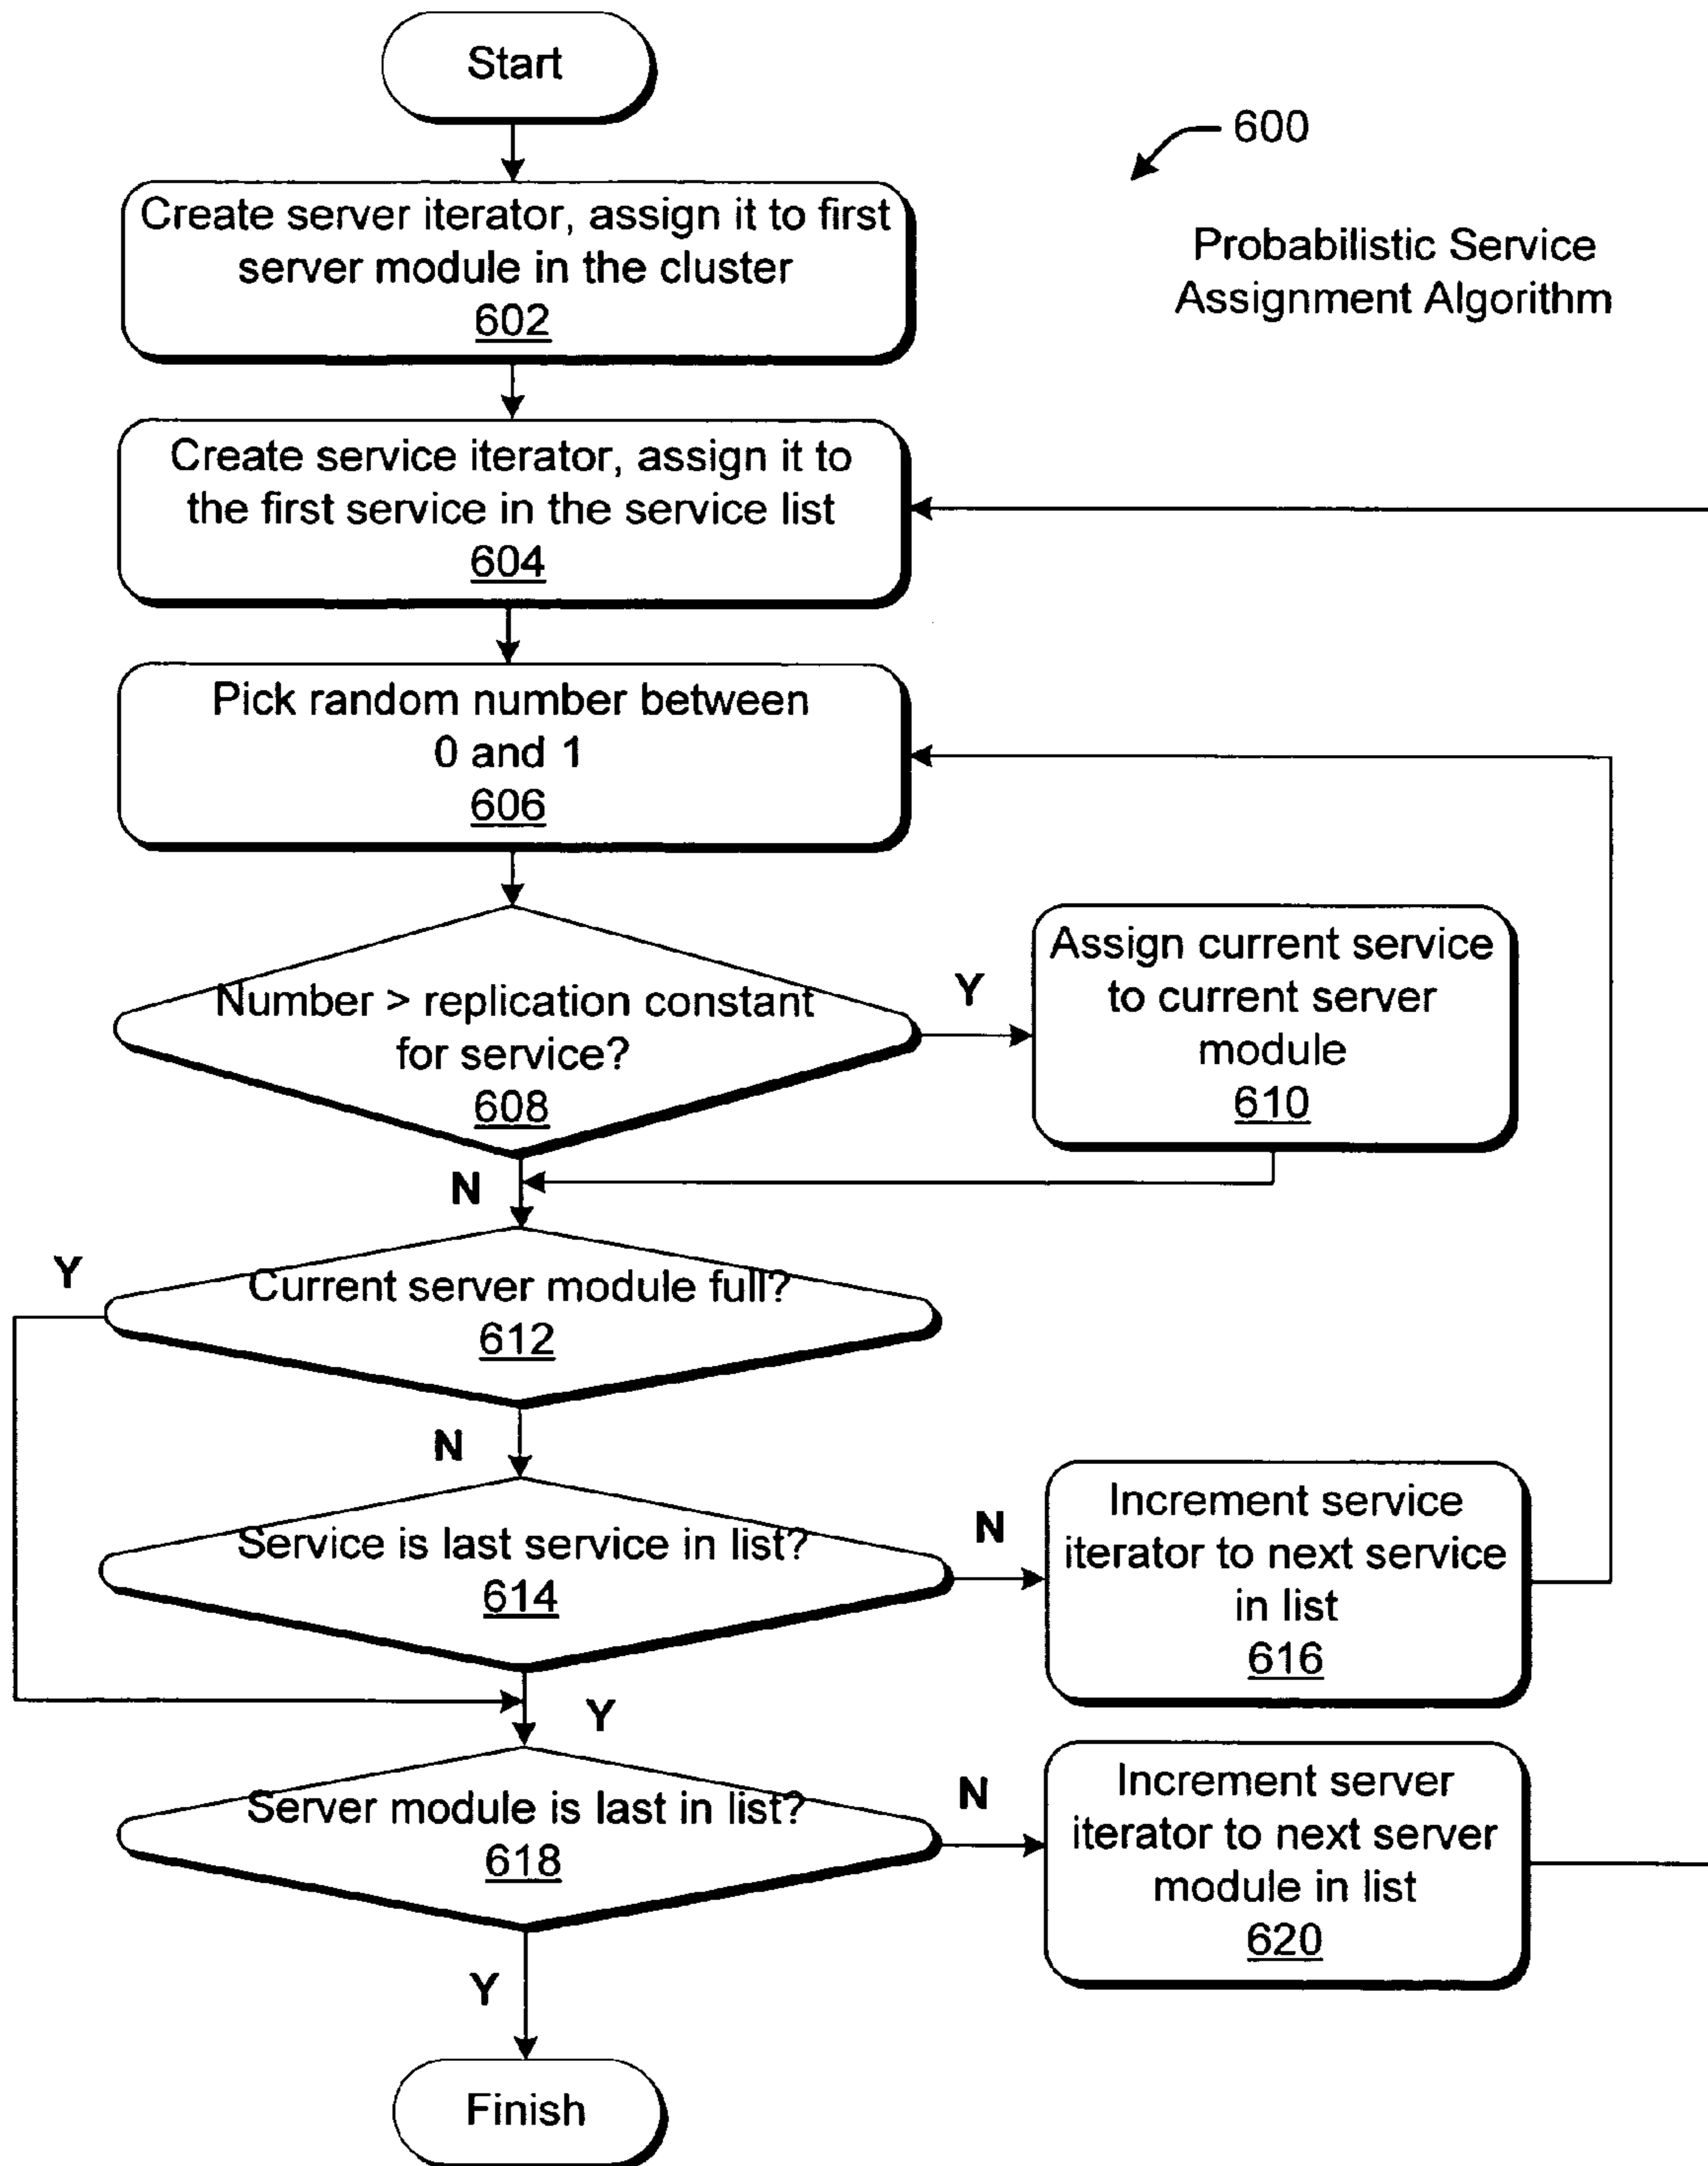 Start
600
Probabilistic Service
Assignment Algorithm
Create server iterator, assign it to first
server module in the cluster
602
Create service iterator, assign it to
the first service in the service list
604
Pick random number between
0 and 1
606
Number > replication constant
for service?
608
Y
Assign current service
to current server
module
610
N
Current server module full?
612
Y
N
Service is last service in list?
614
N
Increment service
iterator to next service
in list
616
Y
Server module is last in list?
618
N
Increment server
iterator to next server
module in list
620
Y
Finish